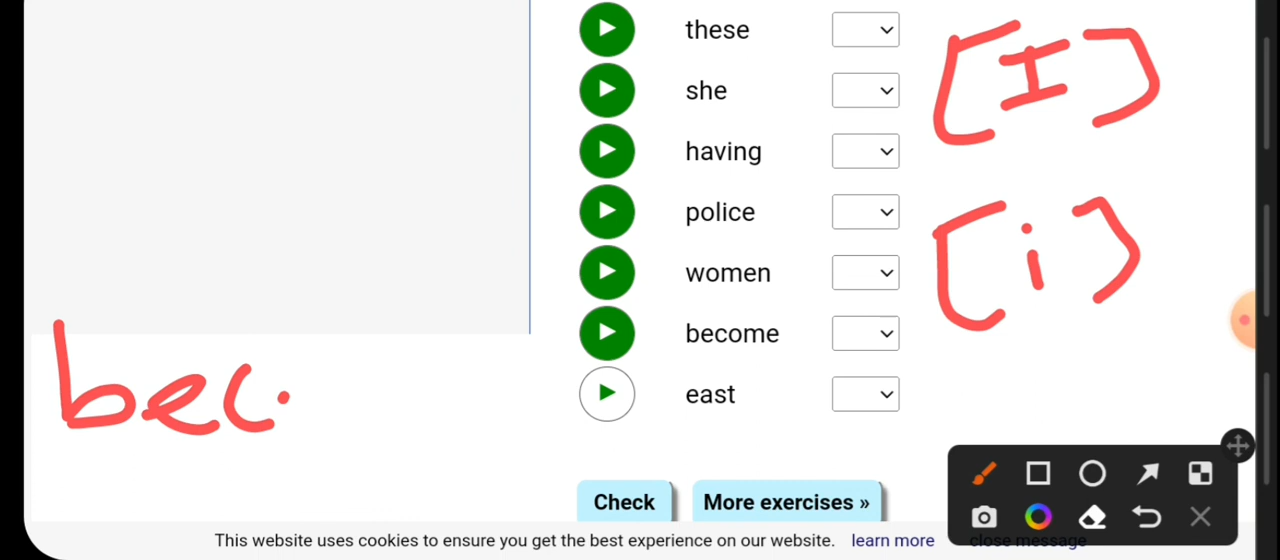 these
[I]
she
having
police
[i]
women
become
bec
east
Check
More exercises »
This website uses cookies to ensure you get the best experience on our website. learn more close message